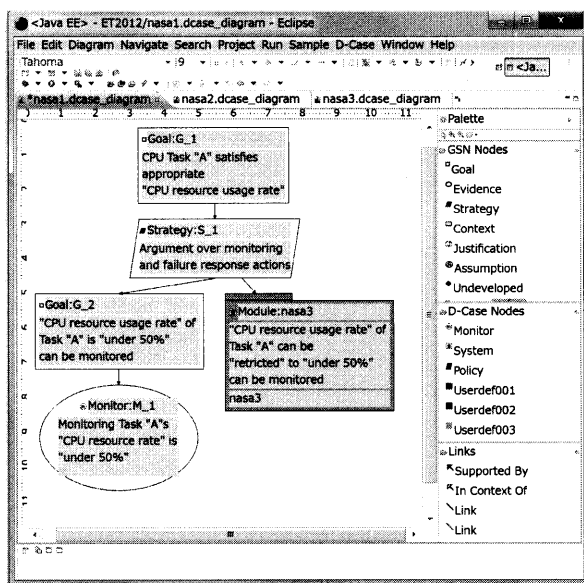 <Java EE> - ET2012/nasa1.dcase_diagram - Eclipse
File Edit Diagram Navigate Search Project Run Sample D-Case Window Help
Tahoma
9
<Ja...
*nasa1.dcase_diagram
nasa2.dcase_diagram
nasa3.dcase_diagram
0 1 2 3 4 5 6 7 8 9 10 11
Goal:G_1
CPU Task "A" satisfies
appropriate
"CPU resource usage rate"
Strategy:S_1
Argument over monitoring
and failure response actions
Goal:G_2
"CPU resource usage rate" of
Task "A" is "under 50%"
can be monitored
Module:nasa3
"CPU resource usage rate" of
Task "A" can be
"retricted" to "under 50%"
can be monitored
nasa3
Monitor:M_1
Monitoring Task "A"s
"CPU resource rate" is
"under 50%"
Palette
GSN Nodes
Goal
Evidence
Strategy
Context
Justification
Assumption
Undeveloped
D-Case Nodes
Monitor
System
Policy
Userdef001
Userdef002
Userdef003
Links
Supported By
In Context Of
Link
Link